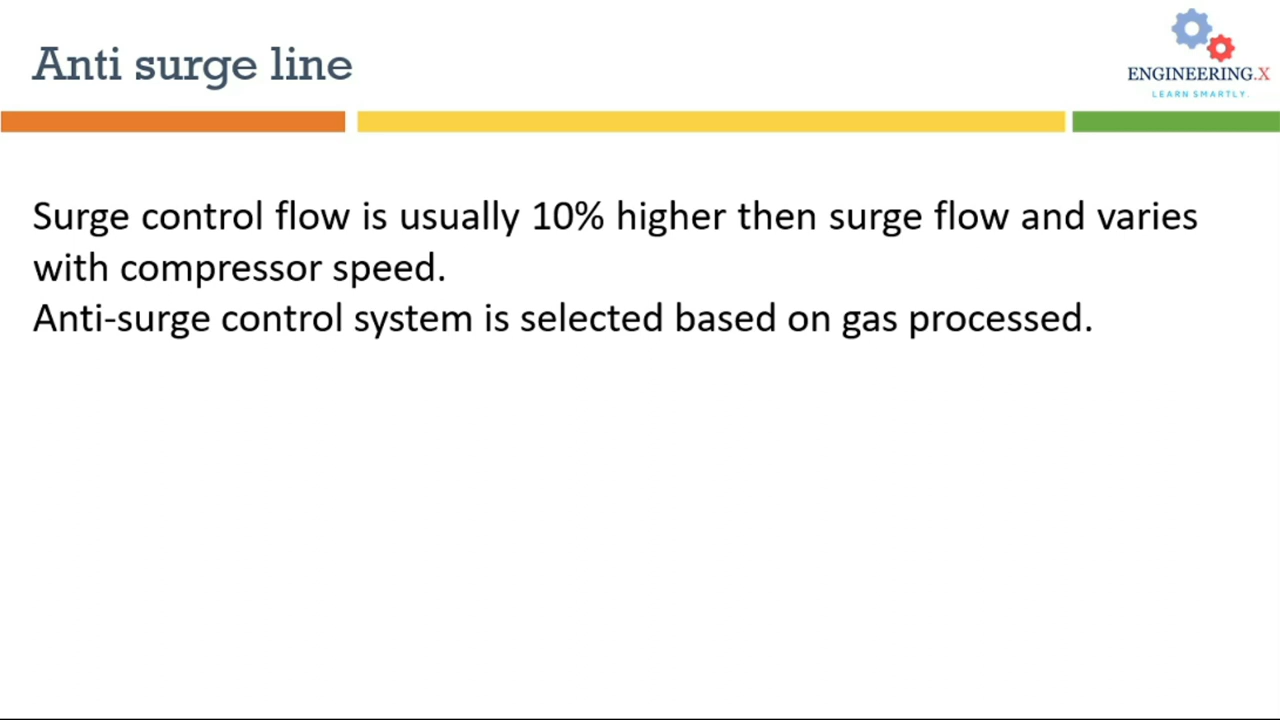 Anti surge line
ENGINEERING.X
LEARN SMARTLY.
Surge control flow is usually 10% higher then surge flow and varies
with compressor speed.
Anti-surge control system is selected based on gas processed.